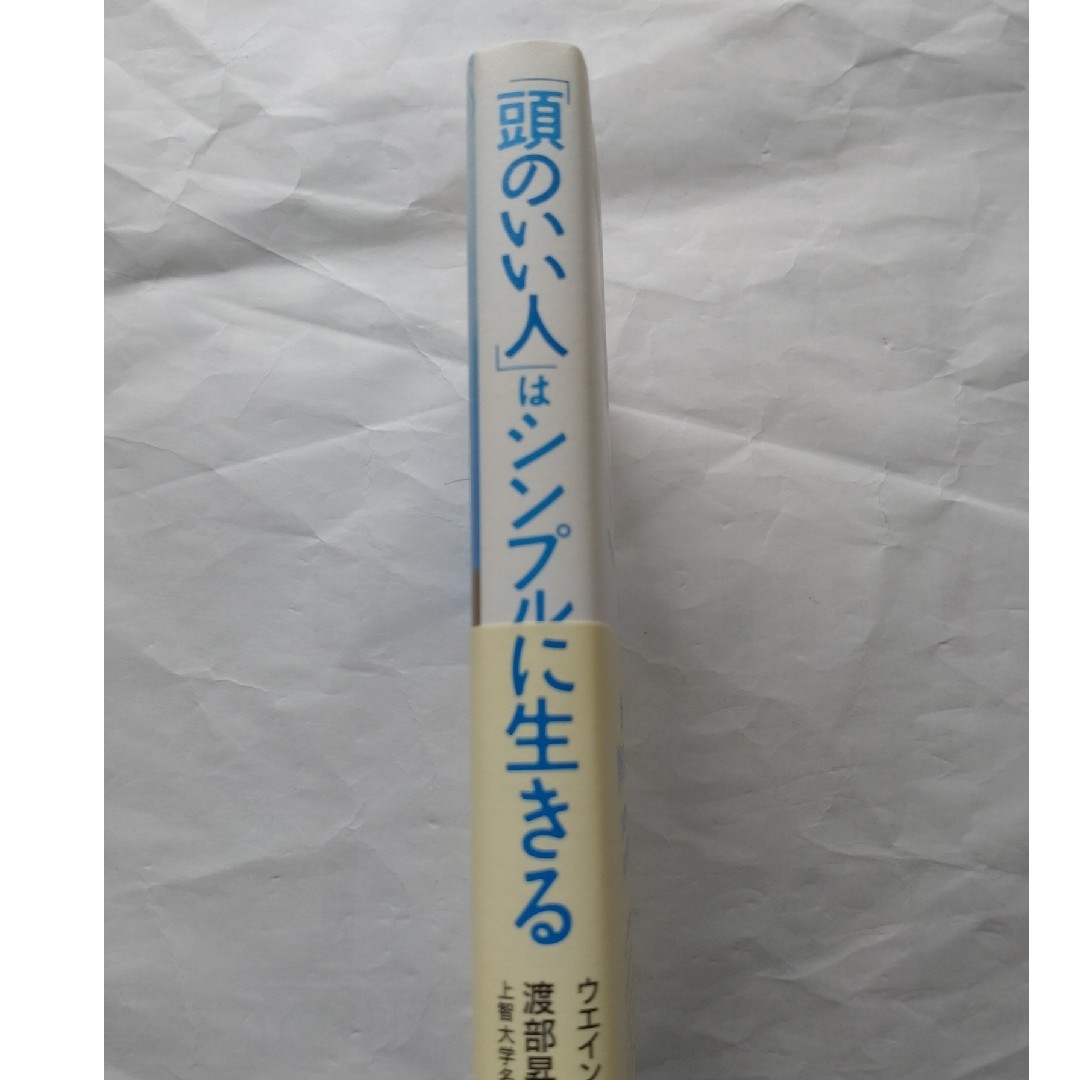 「頭のいい人」はシンプルに生きる
ウエイン
渡部昇
上智大学名